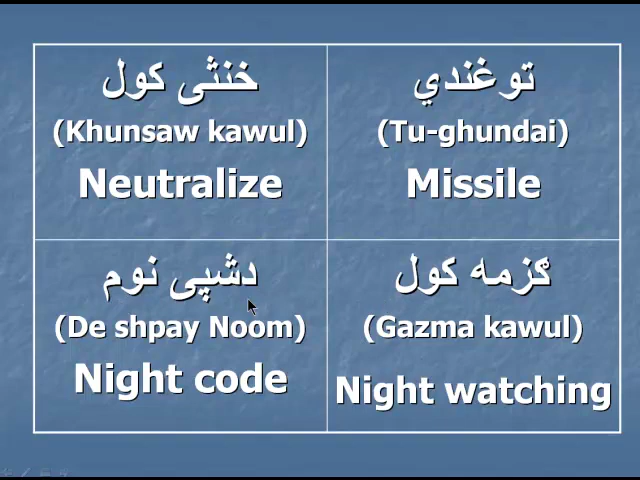 خنثی کول
(Khunsaw kawul)
Neutralize
توغندي
(Tu-ghundai)
Missile
دشپی نوم
(De shpay Noom)
Night code
ګزمه کول
(Gazma kawul)
Night watching